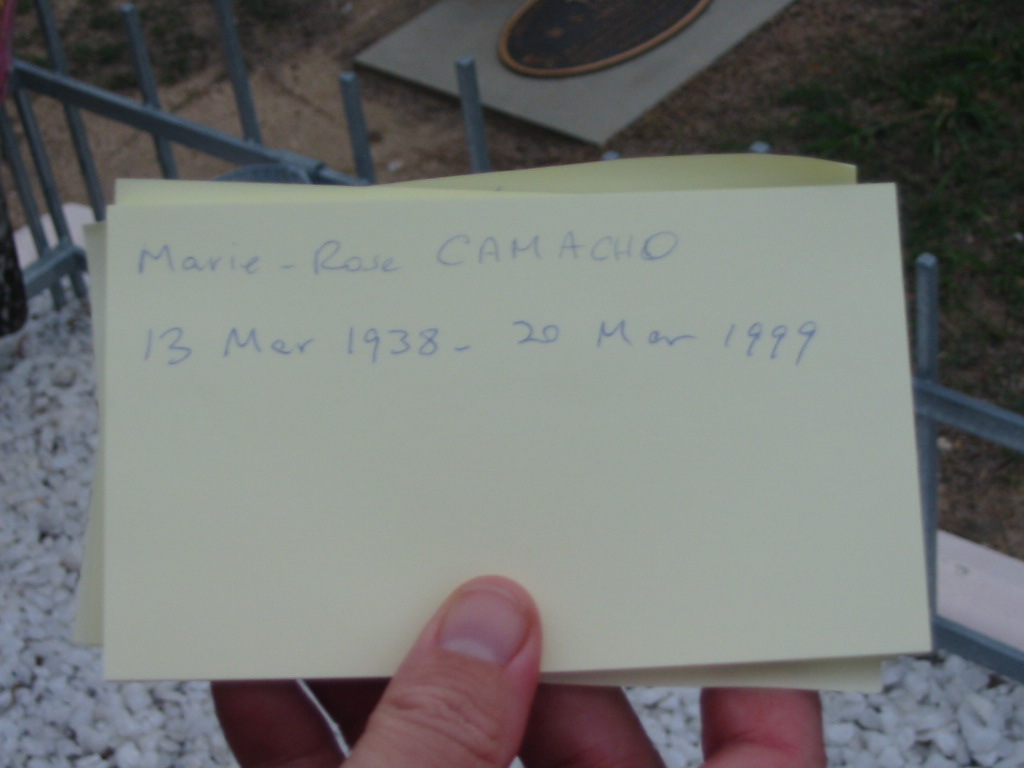 Marie-Rose CAMACHO
13 Mar 1938 - 20 Mar 1999